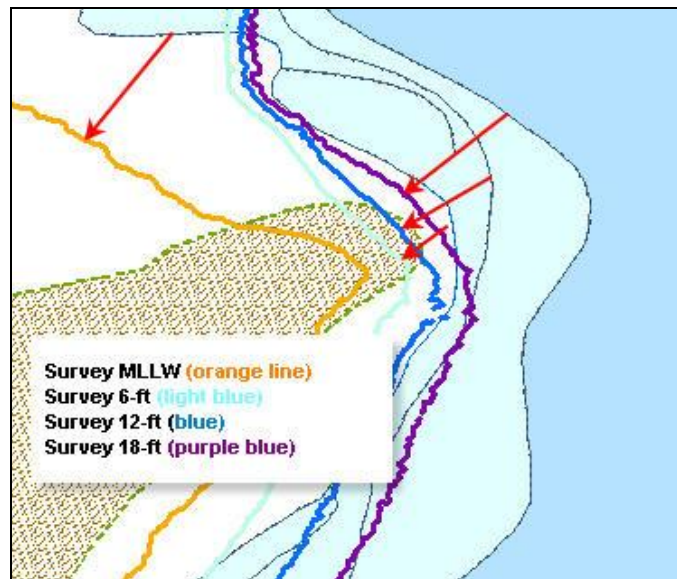 Survey MLLW (orange line)
Survey 6-ft (light blue)
Survey 12-ft (blue)
Survey 18-ft (purple blue)